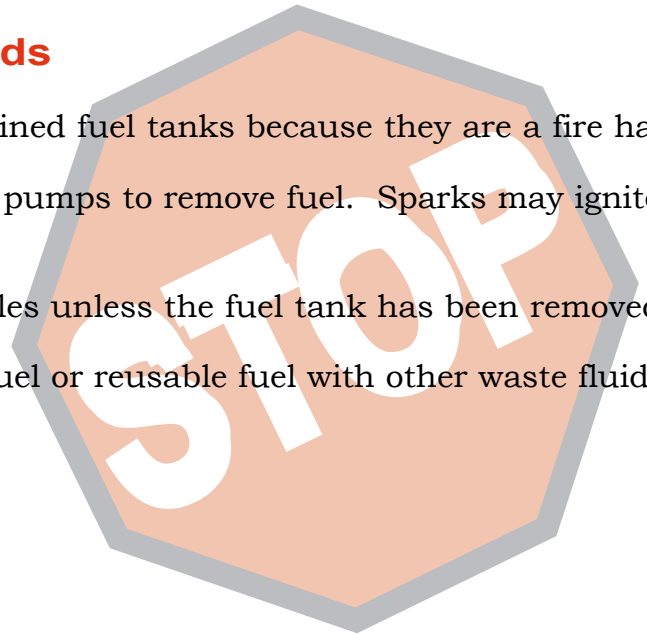 ds
ined fuel tanks because they are a fire ha
pumps to remove fuel. Sparks may ignit
les unless the fuel tank has been removed
uel or reusable fuel with other waste fluid
STOP